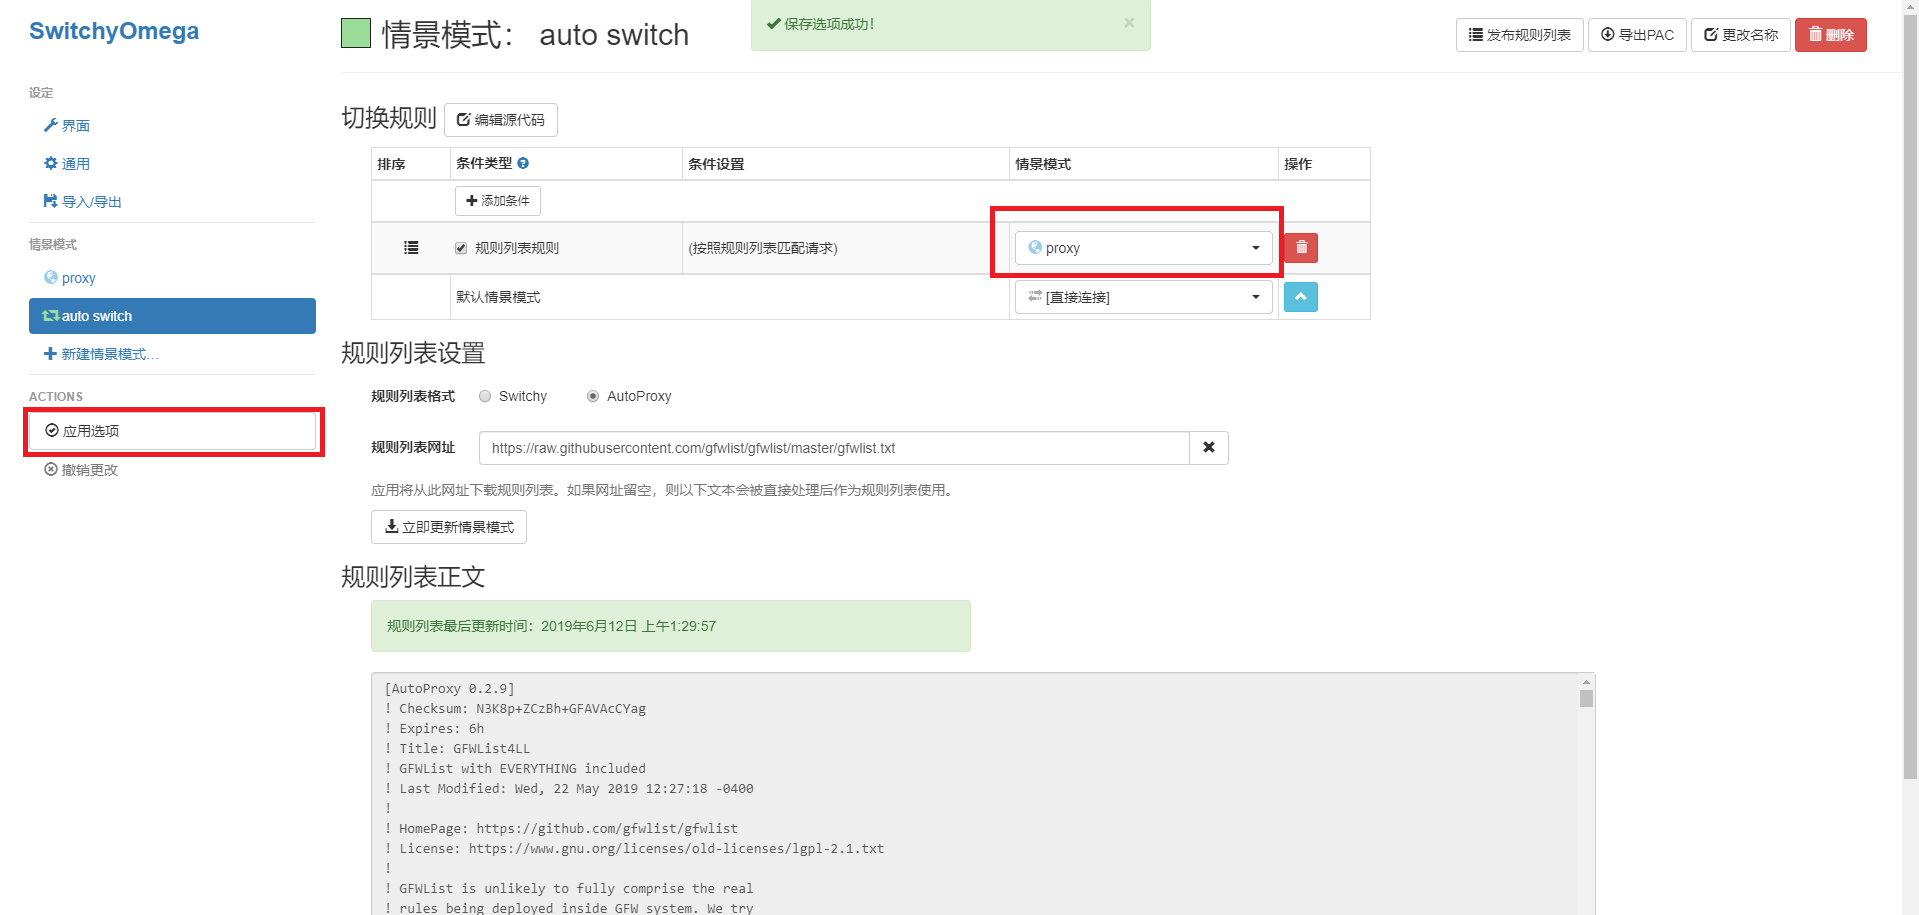 SwitchyOmega
设定
界面
通用
导入/导出
情景模式
proxy
auto switch
新建情景模式...
ACTIONS
应用选项
撤销更改
情景模式： auto switch
保存选项成功！
×
发布规则列表
导出PAC
更改名称
删除
切换规则
编辑源代码
排序 条件类型 条件设置 情景模式 操作
添加条件
规则列表规则 (按照规则列表匹配请求) proxy
默认情景模式 [直接连接]
规则列表设置
规则列表格式 Switchy AutoProxy
规则列表网址 https://raw.githubusercontent.com/gfwlist/gfwlist/master/gfwlist.txt
应用将从此网址下载规则列表。如果网址留空，则以下文本会被直接处理后作为规则列表使用。
立即更新情景模式
规则列表正文
规则列表最后更新时间：2019年6月12日 上午1:29:57
[AutoProxy 0.2.9]
! Checksum: N3K8p+ZCzBh+GFAVAcCYag
! Expires: 6h
! Title: GFWList4LL
! GFWList with EVERYTHING included
! Last Modified: Wed, 22 May 2019 12:27:18 -0400
!
! HomePage: https://github.com/gfwlist/gfwlist
! License: https://www.gnu.org/licenses/old-licenses/lgpl-2.1.txt
!
! GFWList is unlikely to fully comprise the real
! rules being deployed inside GFW system. We try